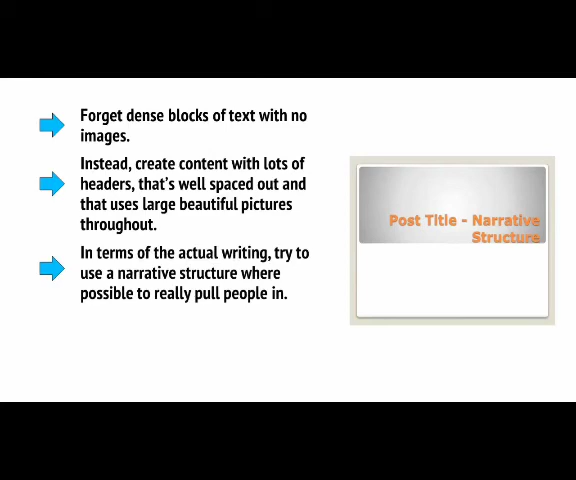 Forget dense blocks of text with no
images.
Instead, create content with lots of
headers, that's well spaced out and
that uses large beautiful pictures
throughout.
In terms of the actual writing, try to
use a narrative structure where
possible to really pull people in.
Post Title - Narrative
Structure